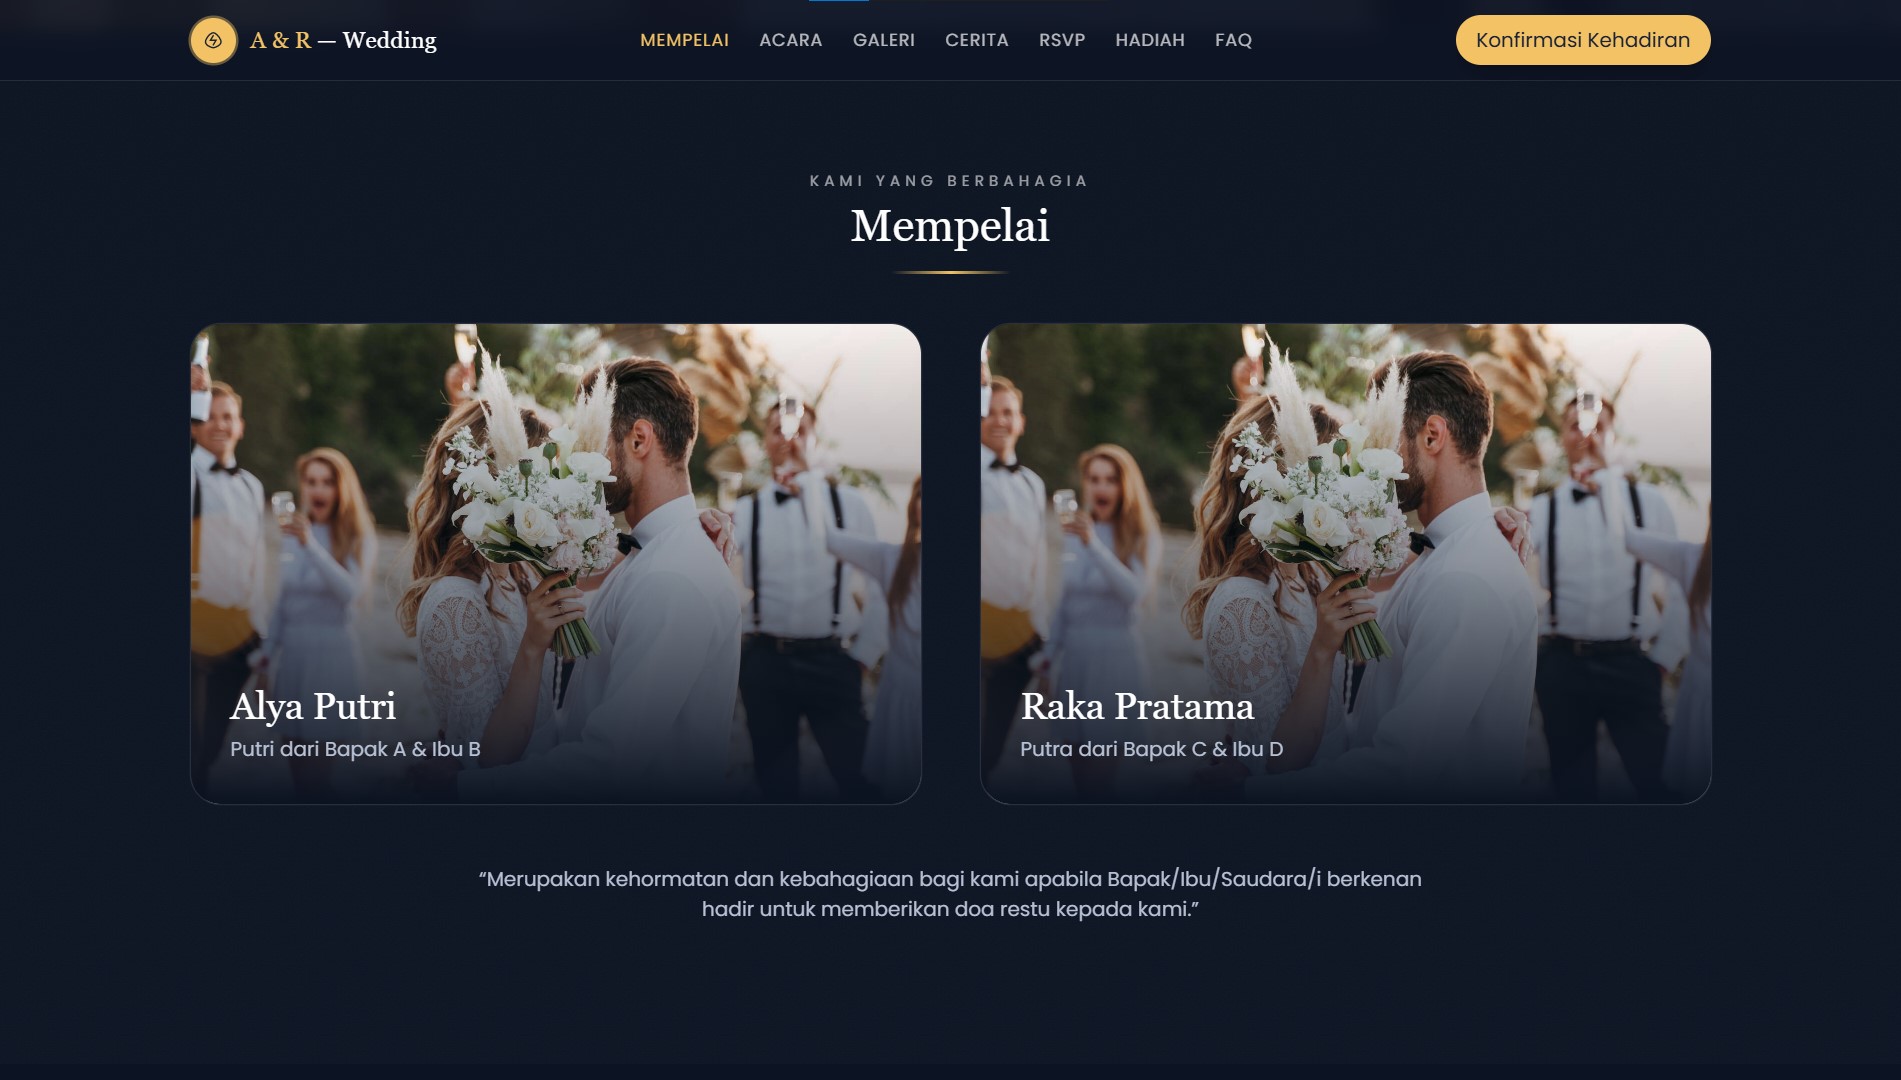 A & R — Wedding
MEMPELAI
ACARA
GALERI
CERITA
RSVP
HADIAH
FAQ
Konfirmasi Kehadiran
KAMI YANG BERBAHAGIA
Mempelai
Alya Putri
Putri dari Bapak A & Ibu B
Raka Pratama
Putra dari Bapak C & Ibu D
“Merupakan kehormatan dan kebahagiaan bagi kami apabila Bapak/Ibu/Saudara/i berkenan
hadir untuk memberikan doa restu kepada kami.”